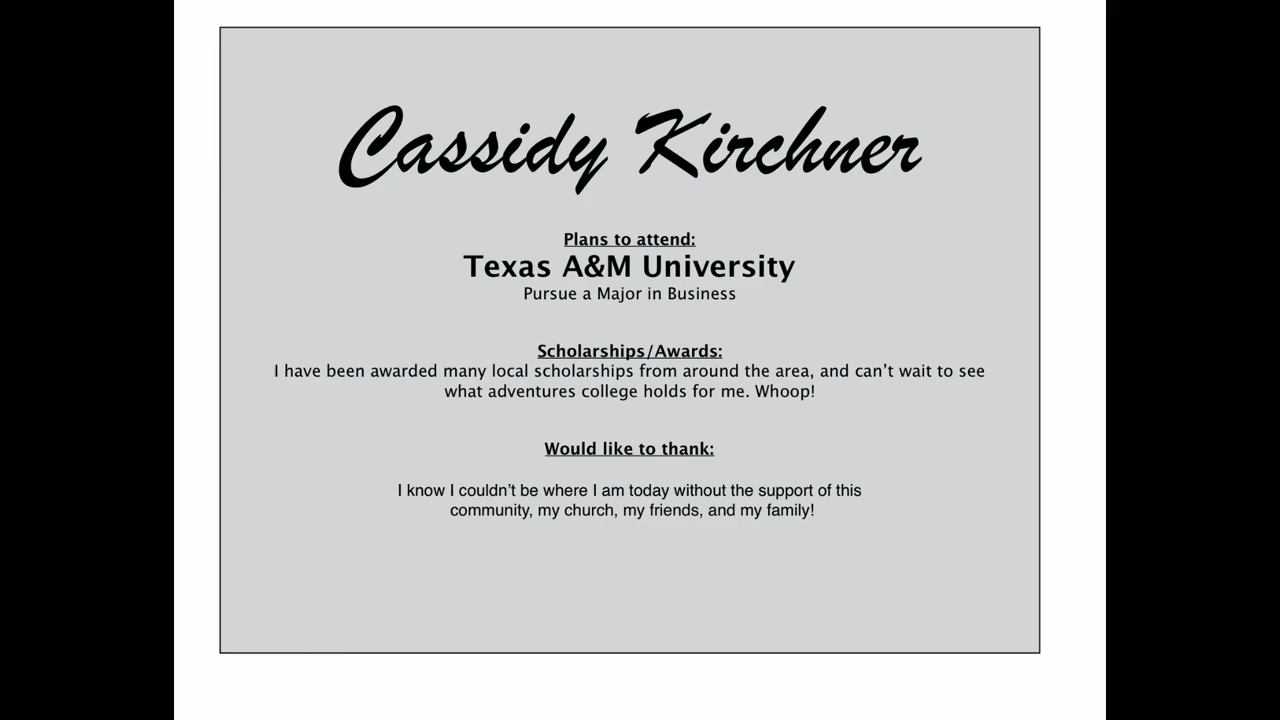 Cassidy Kirchner
Plans to attend:
Texas A&M University
Pursue a Major in Business
Scholarships/Awards:
I have been awarded many local scholarships from around the area, and can’t wait to see
what adventures college holds for me. Whoop!
Would like to thank:
I know I couldn’t be where I am today without the support of this
community, my church, my friends, and my family!